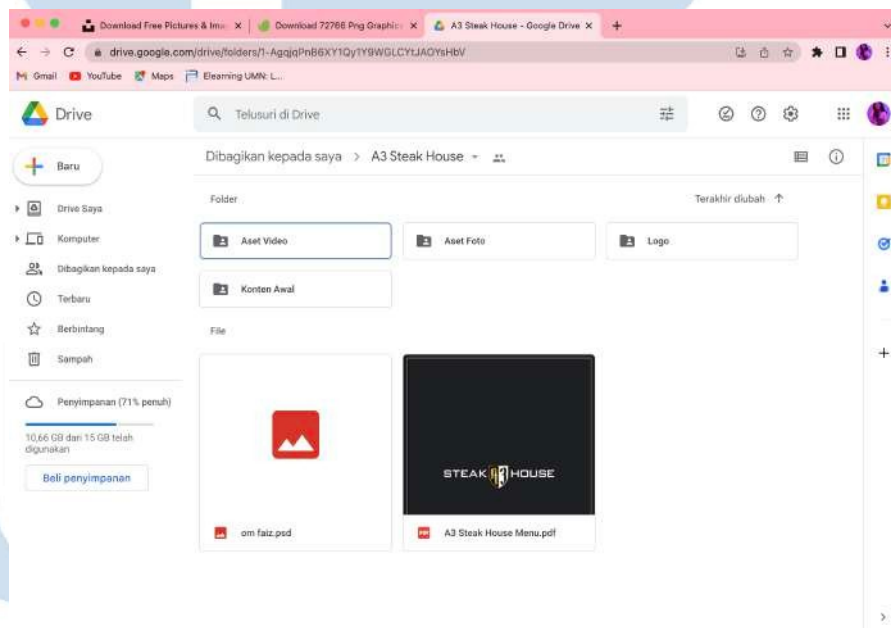 Download Free Pictures & Ima
Download 72766 Png Graphic
A3 Steak House - Google Drive
drive.google.com/drive/folders/1-AgqjqPnB6XY1Qy1Y9WGLCYtJAOYsHbV
Gmail
YouTube
Maps
Elearning UMN: L...
Drive
Telusuri di Drive
Baru
Dibagikan kepada saya > A3 Steak House
Folder
Terakhir diubah
Drive Saya
Komputer
Dibagikan kepada saya
Terbaru
Berbintang
Sampah
Penyimpanan (71% penuh)
10,66 GB dari 15 GB telah
digunakan
Beli penyimpanan
Aset Video
Aset Foto
Logo
Konten Awal
File
STEAK A3 HOUSE
om faiz.psd
A3 Steak House Menu.pdf